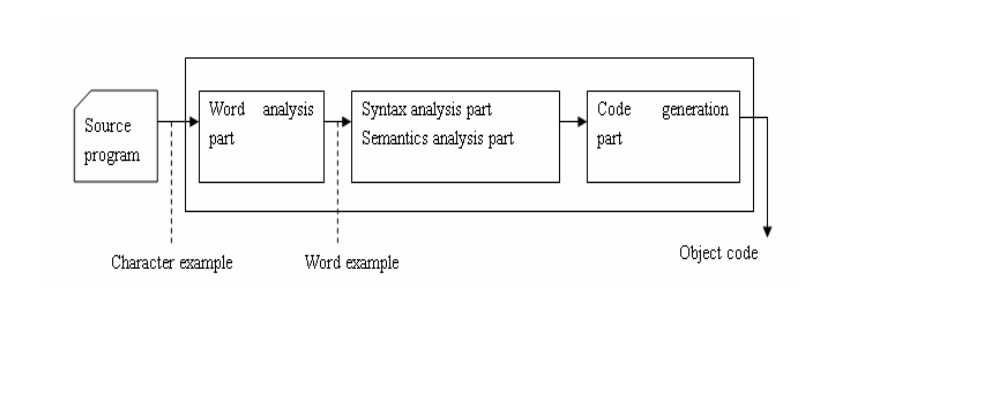 Source
program
Word analysis
part
Syntax analysis part
Semantics analysis part
Code generation
part
Character example
Word example
Object code